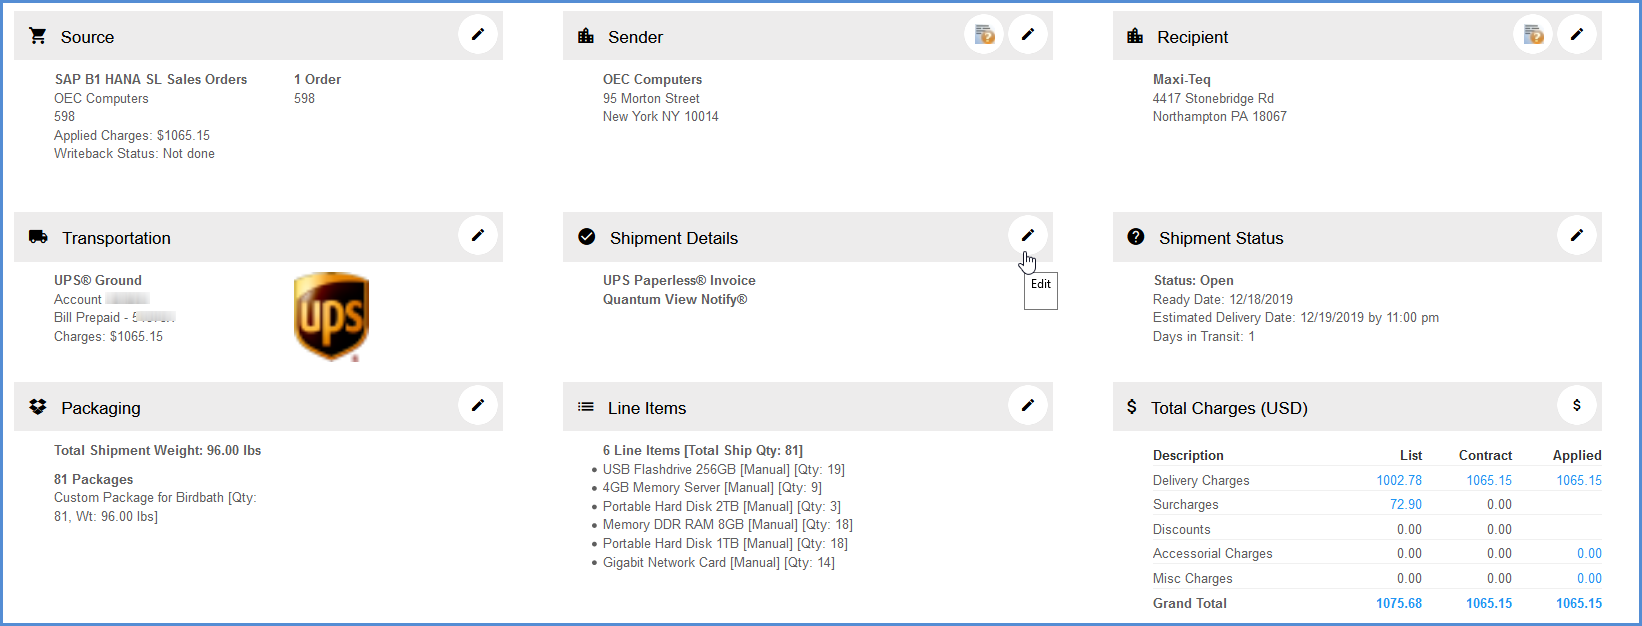 Source
SAP B1 HANA SL Sales Orders
OEC Computers
598
Applied Charges: $1065.15
Writeback Status: Not done
1 Order
598
Sender
OEC Computers
95 Morton Street
New York NY 10014
Recipient
Maxi-Teq
4417 Stonebridge Rd
Northampton PA 18067
Transportation
UPS® Ground
Account
Bill Prepaid -
Charges: $1065.15
ups
Shipment Details
UPS Paperless® Invoice
Quantum View Notify®
Edit
Shipment Status
Status: Open
Ready Date: 12/18/2019
Estimated Delivery Date: 12/19/2019 by 11:00 pm
Days in Transit: 1
Packaging
Total Shipment Weight: 96.00 lbs
81 Packages
Custom Package for Birdbath [Qty:
81, Wt: 96.00 lbs]
Line Items
6 Line Items [Total Ship Qty: 81]
• USB Flashdrive 256GB [Manual] [Qty: 19]
• 4GB Memory Server [Manual] [Qty: 9]
• Portable Hard Disk 2TB [Manual] [Qty: 3]
• Memory DDR RAM 8GB [Manual] [Qty: 18]
• Portable Hard Disk 1TB [Manual] [Qty: 18]
• Gigabit Network Card [Manual] [Qty: 14]
$ Total Charges (USD) $
Description List Contract Applied
Delivery Charges 1002.78 1065.15 1065.15
Surcharges 72.90 0.00
Discounts 0.00 0.00
Accessorial Charges 0.00 0.00 0.00
Misc Charges 0.00 0.00 0.00
Grand Total 1075.68 1065.15 1065.15